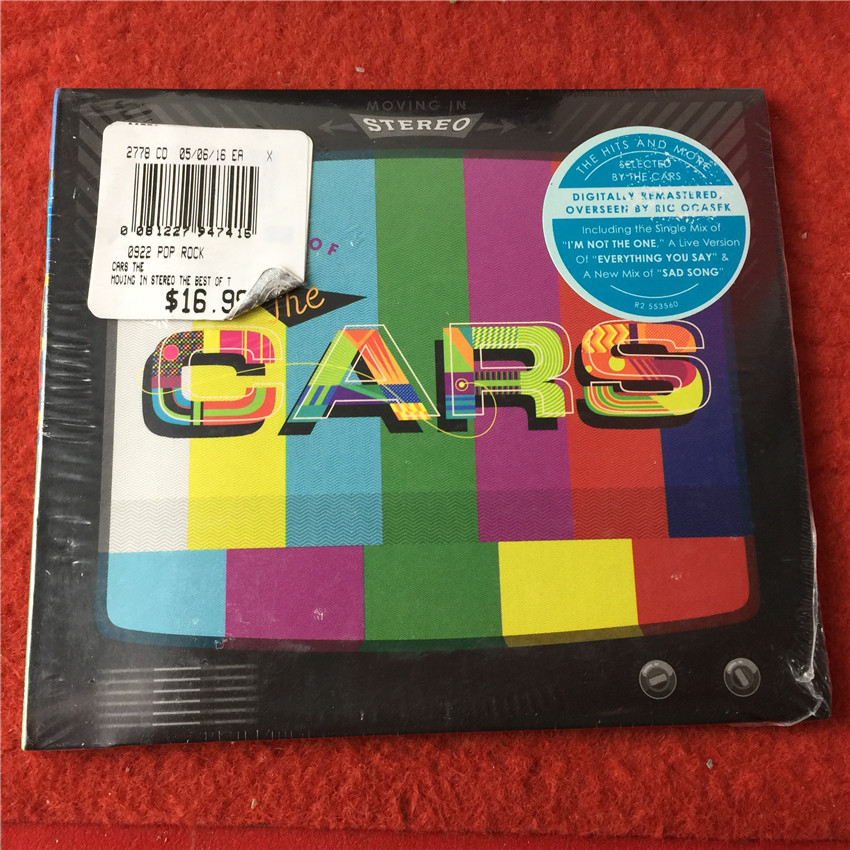 MOVING IN
STEREO
2778 CD 05/06/16 EA X
0 081227 947416
0922 POP ROCK
CARS THE
MOVING IN STEREO THE BEST OF T
$16.99
OF
The
CARS
THE HITS AND MORE
SELECTED
BY THE CARS
DIGITALLY REMASTERED,
OVERSEEN BY RIC OCASEK
Including the Single Mix of
"I'M NOT THE ONE," A Live Version
Of "EVERYTHING YOU SAY" &
A New Mix of "SAD SONG"
R2 553560